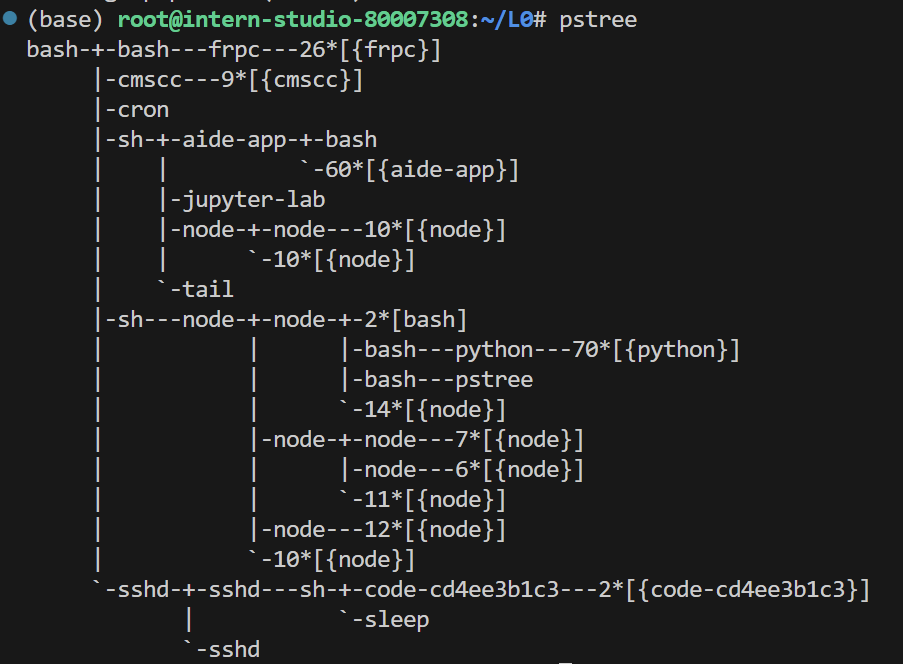 (base) root@intern-studio-80007308:~/L0# pstree
bash-+-bash---frpc---26*[{frpc}]
     |-cmscc---9*[{cmscc}]
     |-cron
     |-sh-+-aide-app-+-bash
     |    |          `-60*[{aide-app}]
     |    |-jupyter-lab
     |    |-node-+-node---10*[{node}]
     |    |      `-10*[{node}]
     |    `-tail
     |-sh---node-+-node-+-2*[bash]
     |           |      |-bash---python---70*[{python}]
     |           |      |-bash---pstree
     |           |      `-14*[{node}]
     |           |-node-+-node---7*[{node}]
     |           |      |-node---6*[{node}]
     |           |      `-11*[{node}]
     |           |-node---12*[{node}]
     |           `-10*[{node}]
     `-sshd-+-sshd---sh-+-code-cd4ee3b1c3---2*[{code-cd4ee3b1c3}]
            |           `-sleep
            `-sshd